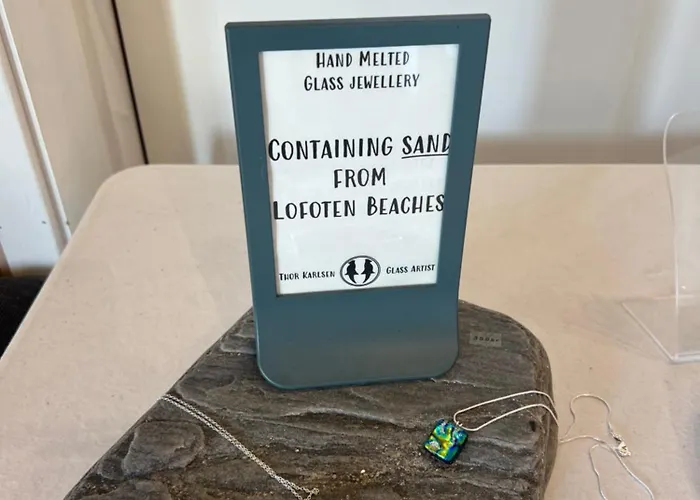 HAND MELTED
GLASS JEWELLERY
CONTAINING SAND
FROM
LOFOTEN BEACHES
THOR KARLSEN GLASS ARTIST